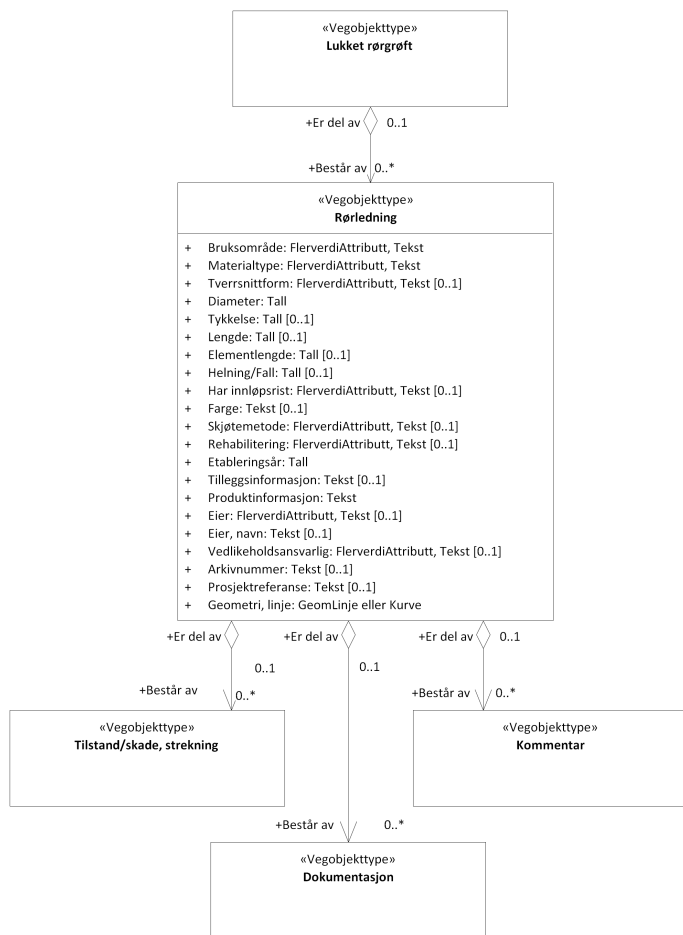 «Vegobjekttype»
Lukket rørgrøft
+Er del av 0..1
+Består av 0..*
«Vegobjekttype»
Rørledning
+ Bruksområde: FlerverdiAttributt, Tekst
+ Materialtype: FlerverdiAttributt, Tekst
+ Tverrsnittform: FlerverdiAttributt, Tekst [0..1]
+ Diameter: Tall
+ Tykkelse: Tall [0..1]
+ Lengde: Tall [0..1]
+ Elementlengde: Tall [0..1]
+ Helning/Fall: Tall [0..1]
+ Har innløpsrist: FlerverdiAttributt, Tekst [0..1]
+ Farge: Tekst [0..1]
+ Skjøtemetode: FlerverdiAttributt, Tekst [0..1]
+ Rehabilitering: FlerverdiAttributt, Tekst [0..1]
+ Etableringsår: Tall
+ Tilleggsinformasjon: Tekst [0..1]
+ Produktinformasjon: Tekst
+ Eier: FlerverdiAttributt, Tekst [0..1]
+ Eier, navn: Tekst [0..1]
+ Vedlikeholdsansvarlig: FlerverdiAttributt, Tekst [0..1]
+ Arkivnummer: Tekst [0..1]
+ Prosjektreferanse: Tekst [0..1]
+ Geometri, linje: GeomLinje eller Kurve
+Er del av +Er del av +Er del av 0..1
0..1 0..1
+Består av 0..* +Består av 0..*
«Vegobjekttype»
Tilstand/skade, strekning
«Vegobjekttype»
Kommentar
+Består av 0..*
«Vegobjekttype»
Dokumentasjon